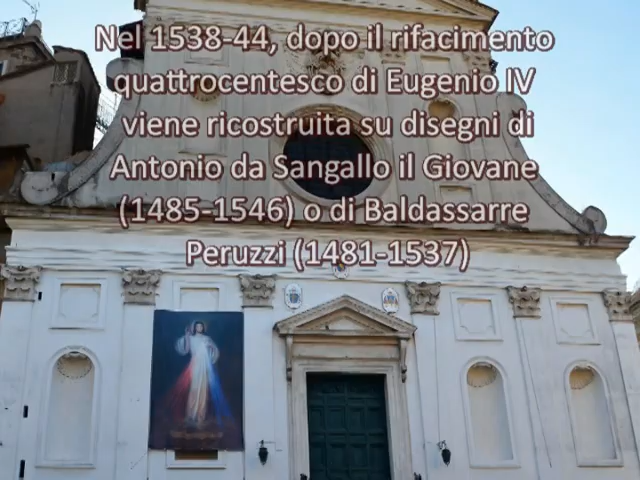 Nel 1538-44, dopo il rifacimento
quattrocentesco di Eugenio IV
viene ricostruita su disegni di
Antonio da Sangallo il Giovane
(1485-1546) o di Baldassarre
Peruzzi (1481-1537)